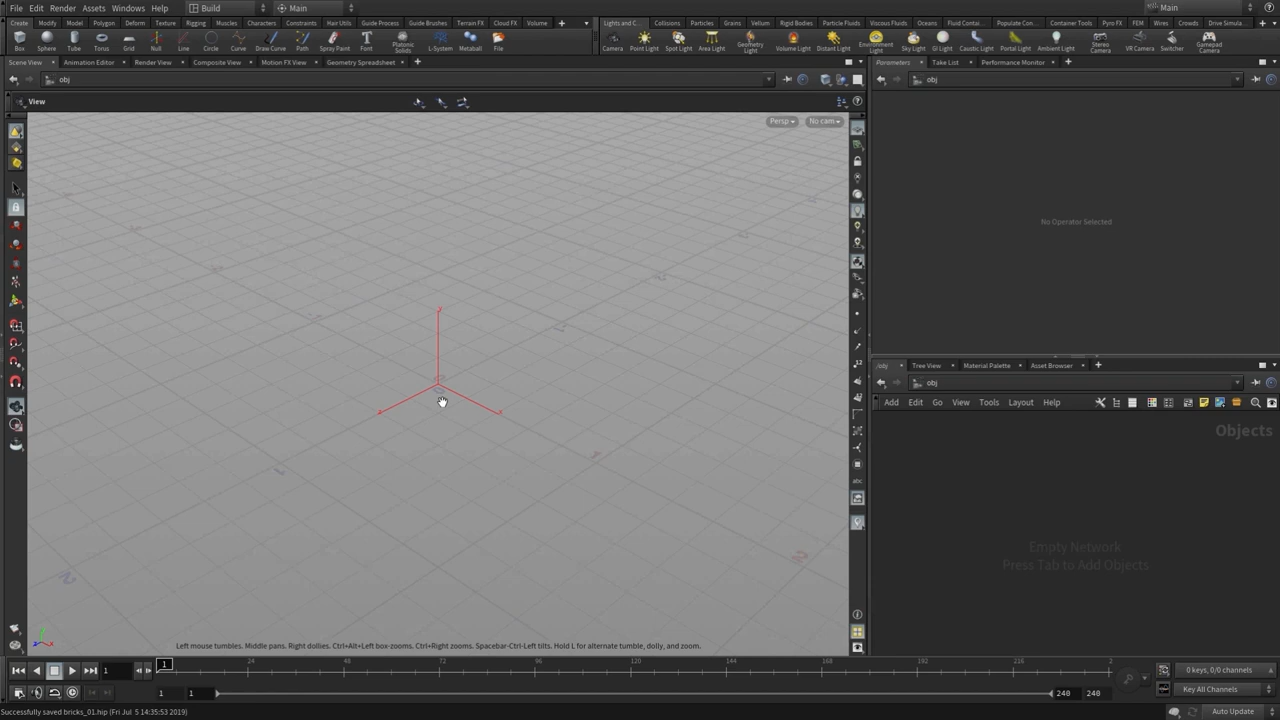 File Edit Render Assets Windows Help Build Main Main
Create Modify Model Polygon Deform Texture Rigging Muscles Characters Constraints Hair Utils Guide Process Guide Brushes Terrain FX Cloud FX Volume
Lights and C... Collisions Particles Grains Vellum Rigid Bodies Particle Fluids Viscous Fluids Oceans Fluid Contai... Populate Con... Container Tools Pyro FX FEM Wires Crowds Drive Simula...
Box Sphere Tube Torus Grid Null Line Circle Curve Draw Curve Path Spray Paint Font Platonic Solids L-System Metaball File
Camera Point Light Spot Light Area Light Geometry Light Volume Light Distant Light Environment Light Sky Light GI Light Caustic Light Portal Light Ambient Light Stereo Camera VR Camera Switcher Gamepad Camera
Scene View Animation Editor Render View Composite View Motion FX View Geometry Spreadsheet
Parameters Take List Performance Monitor
obj
obj
View
Persp No cam
No Operator Selected
/obj Tree View Material Palette Asset Browser
obj
Add Edit Go View Tools Layout Help
Objects
Empty Network
Press Tab to Add Objects
Left mouse tumbles. Middle pans. Right dollies. Ctrl+Alt+Left box-zooms. Ctrl+Right zooms. Spacebar-Ctrl-Left tilts. Hold L for alternate tumble, dolly, and zoom.
1 1 24 48 72 96 120 144 168 192 216 2
0 keys, 0/0 channels
1 1 240 240
Key All Channels
Successfully saved bricks_01.hip (Fri Jul 5 14:35:53 2019)
Auto Update